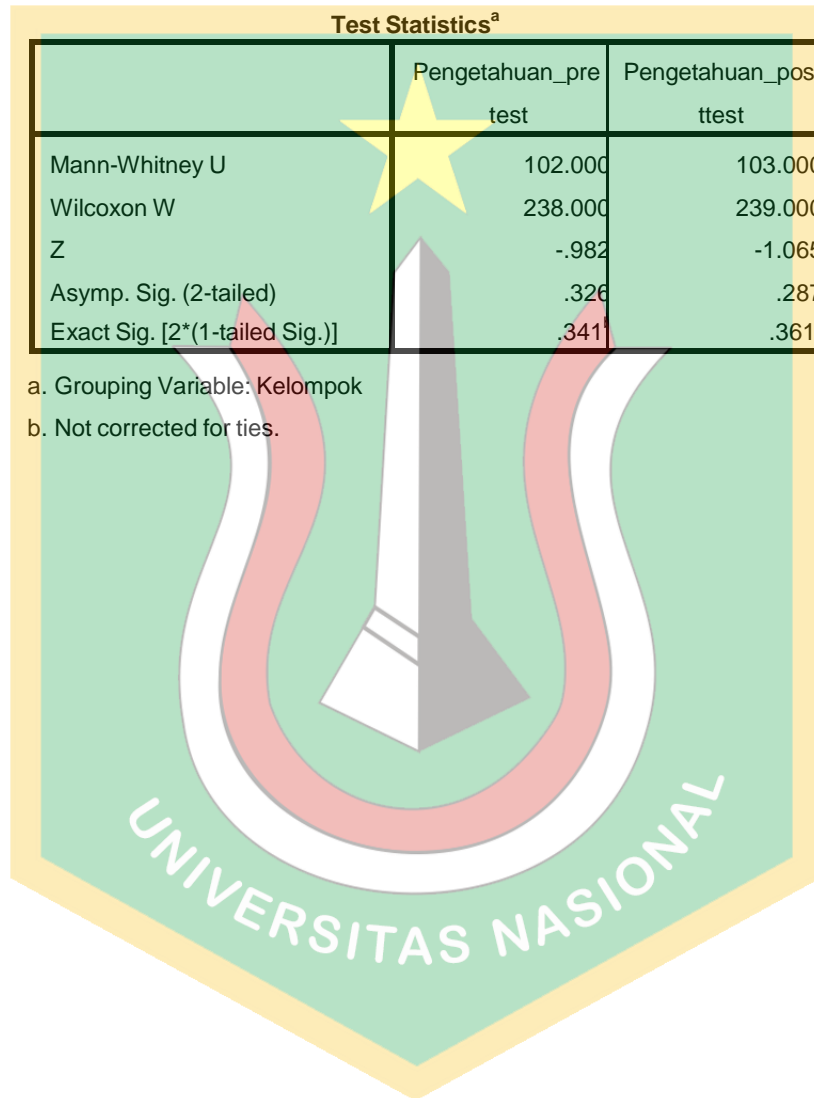 Test Statistics^a
Pengetahuan_pre Pengetahuan_pos
test ttest
Mann-Whitney U 102.000 103.000
Wilcoxon W 238.000 239.000
Z -.982 -1.065
Asymp. Sig. (2-tailed) .326 .287
Exact Sig. [2*(1-tailed Sig.)] .341^b .361
a. Grouping Variable: Kelompok
b. Not corrected for ties.
UNIVERSITAS NASIONAL